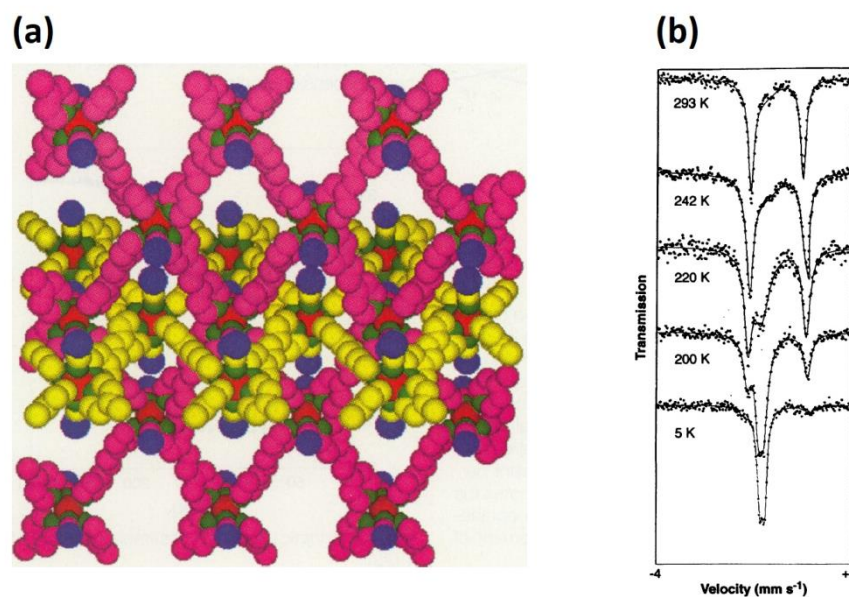 (a)
(b)
293 K
242 K
220 K
200 K
5 K
Transmission
-4
Velocity (mm s⁻¹)